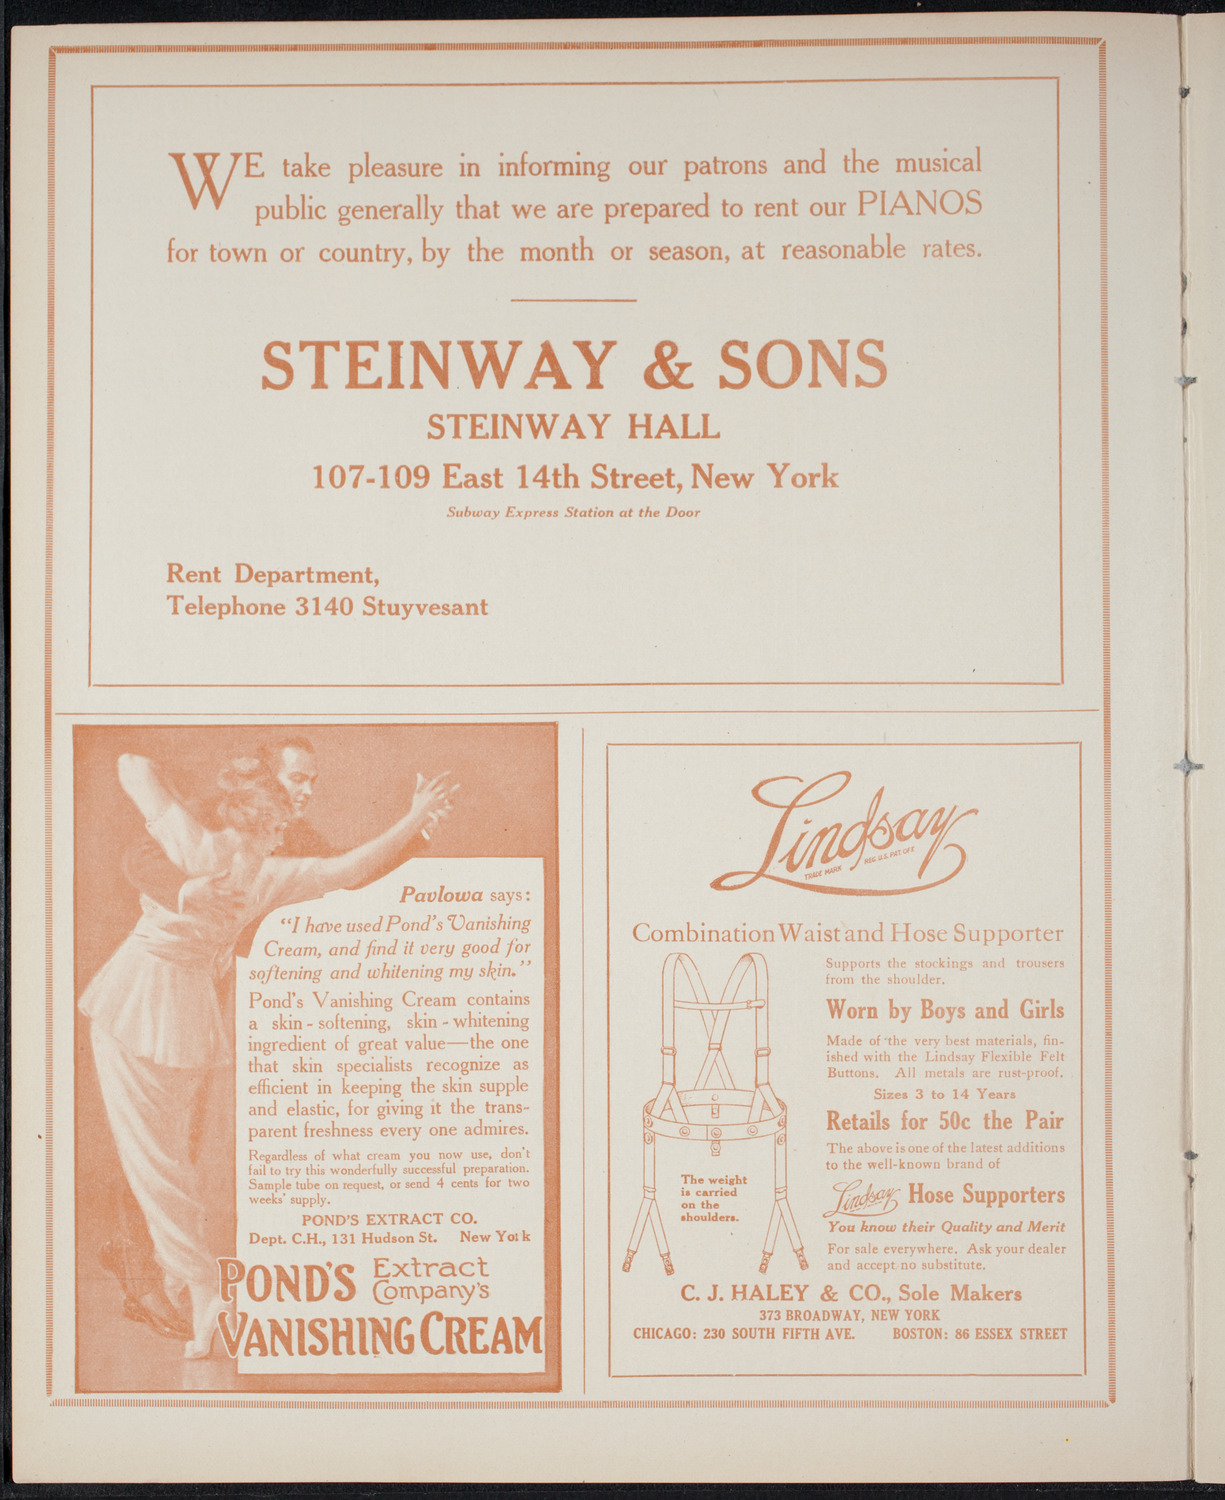 WE take pleasure in informing our patrons and the musical
public generally that we are prepared to rent our PIANOS
for town or country, by the month or season, at reasonable rates.
STEINWAY & SONS
STEINWAY HALL
107-109 East 14th Street, New York
Subway Express Station at the Door
Rent Department,
Telephone 3140 Stuyvesant
Pavlowa says:
"I have used Pond's Vanishing
Cream, and find it very good for
softening and whitening my skin."
Pond's Vanishing Cream contains
a skin-softening, skin-whitening
ingredient of great value—the one
that skin specialists recognize as
efficient in keeping the skin supple
and elastic, for giving it the trans-
parent freshness every one admires.
Regardless of what cream you now use, don't
fail to try this wonderfully successful preparation.
Sample tube on request, or send 4 cents for two
weeks' supply.
POND'S EXTRACT CO.
Dept. C.H., 131 Hudson St. New York
POND'S Extract
Company's
VANISHING CREAM
Lindsay
TRADE MARK REG. U.S. PAT. OFF.
Combination Waist and Hose Supporter
Supports the stockings and trousers
from the shoulder.
Worn by Boys and Girls
Made of the very best materials, fin-
ished with the Lindsay Flexible Felt
Buttons. All metals are rust-proof.
Sizes 3 to 14 Years
Retails for 50c the Pair
The above is one of the latest additions
to the well-known brand of
Lindsay Hose Supporters
You know their Quality and Merit
For sale everywhere. Ask your dealer
and accept no substitute.
The weight
is carried
on the
shoulders.
C. J. HALEY & CO., Sole Makers
373 BROADWAY, NEW YORK
CHICAGO: 230 SOUTH FIFTH AVE. BOSTON: 86 ESSEX STREET